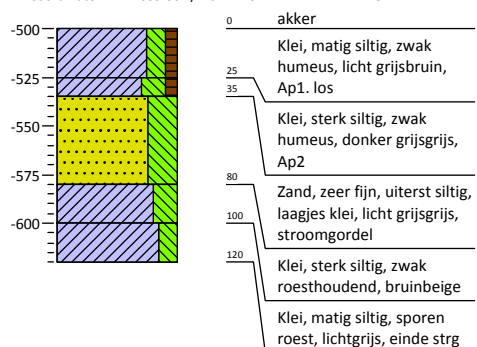 -500
-525
-550
-575
-600
0
akker
Klei, matig siltig, zwak
humeus, licht grijsbruin,
Ap1. los
25
35
Klei, sterk siltig, zwak
humeus, donker grijsgrijs,
Ap2
80
Zand, zeer fijn, uiterst siltig,
laagjes klei, licht grijsgrijs,
stroomgordel
100
Klei, sterk siltig, zwak
roesthoudend, bruinbeige
120
Klei, matig siltig, sporen
roest, lichtgrijs, einde strg